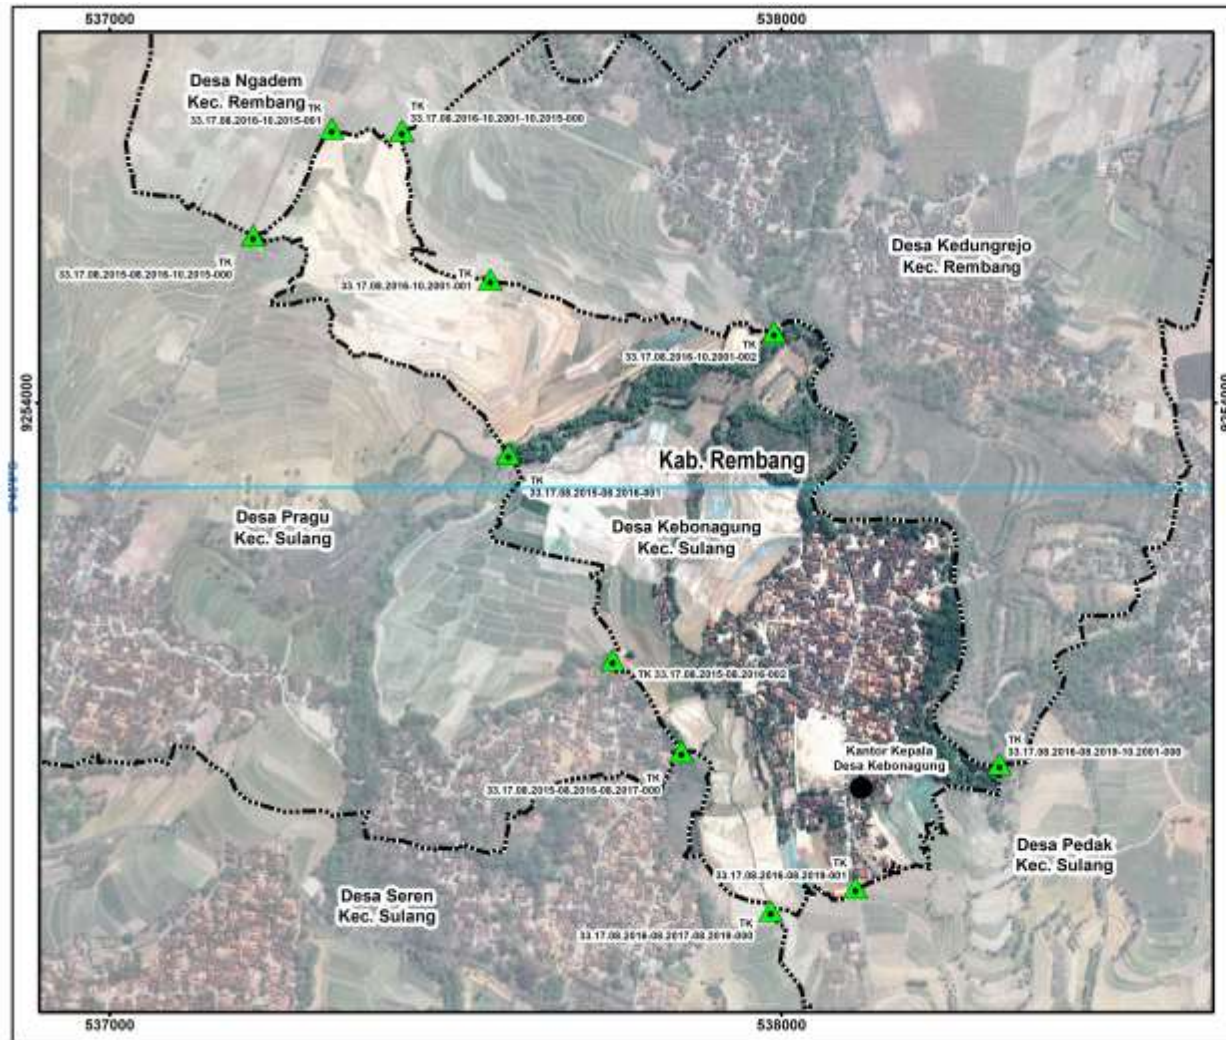 537000
538000
Desa Ngadem
Kec. Rembang
TK
33.17.08.2016-10.2015-001
TK
33.17.08.2016-10.2001-10.2015-000
Desa Kedungrejo
Kec. Rembang
TK
33.17.08.2015-08.2016-10.2015-000
TK
33.17.08.2016-10.2001-001
TK
33.17.08.2016-10.2001-002
9254000
9254000
Kab. Rembang
TK
33.17.08.2015-08.2016-001
Desa Pragu
Kec. Sulang
Desa Kebonagung
Kec. Sulang
TK 33.17.08.2015-08.2016-002
Kantor Kepala
Desa Kebonagung
TK
33.17.08.2016-08.2019-10.2001-000
TK
33.17.08.2015-08.2016-08.2017-000
Desa Pedak
Kec. Sulang
TK
33.17.08.2016-08.2019-001
Desa Seren
Kec. Sulang
TK
33.17.08.2016-08.2017-08.2019-000
537000
538000